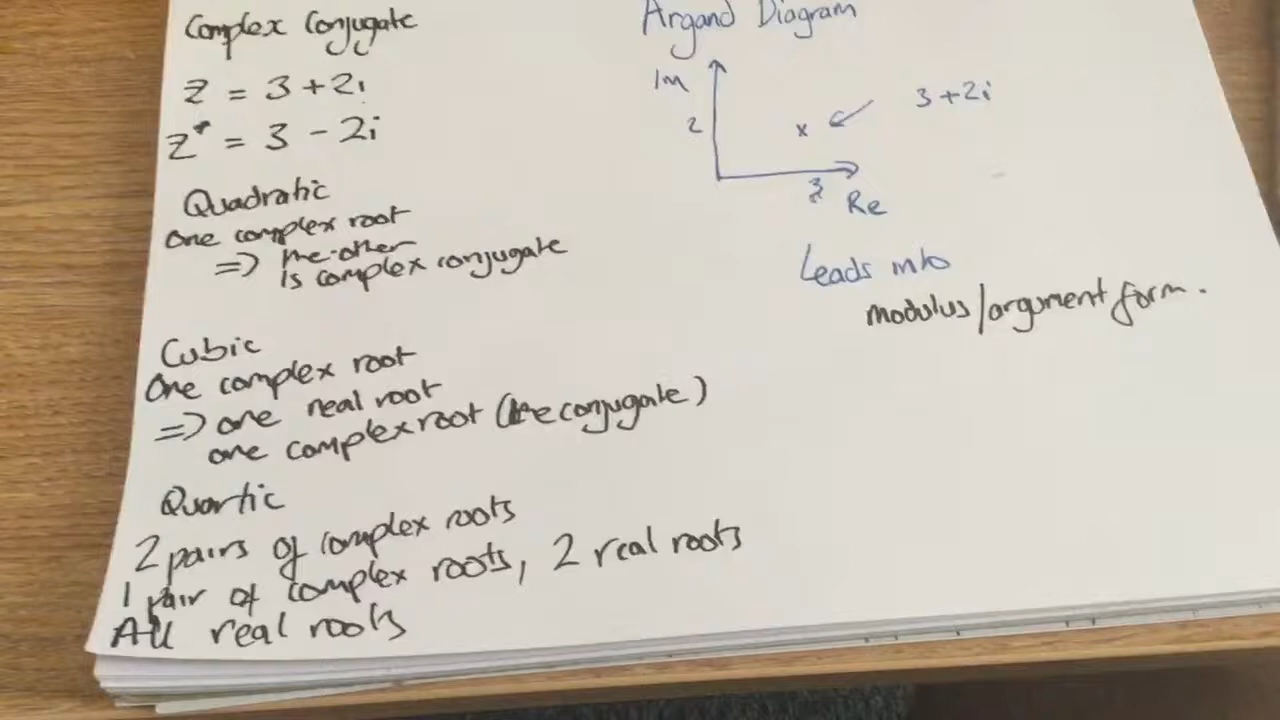 Complex Conjugate
z = 3 + 2i
z* = 3 - 2i
Quadratic
One complex root
=> the other
is complex conjugate
Cubic
One complex root
=> one real root
one complex root (the conjugate)
Quartic
2 pairs of complex roots
1 pair of complex roots, 2 real roots
All real roots
Argand Diagram
Im
2
x
3 + 2i
3
Re
Leads into
modulus/argument form.